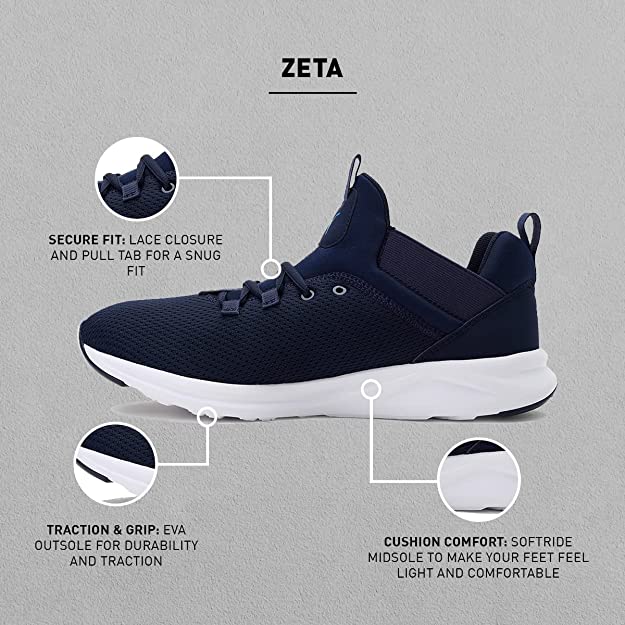 ZETA
SECURE FIT: LACE CLOSURE
AND PULL TAB FOR A SNUG
FIT
TRACTION & GRIP: EVA
OUTSOLE FOR DURABILITY
AND TRACTION
CUSHION COMFORT: SOFTRIDE
MIDSOLE TO MAKE YOUR FEET FEEL
LIGHT AND COMFORTABLE